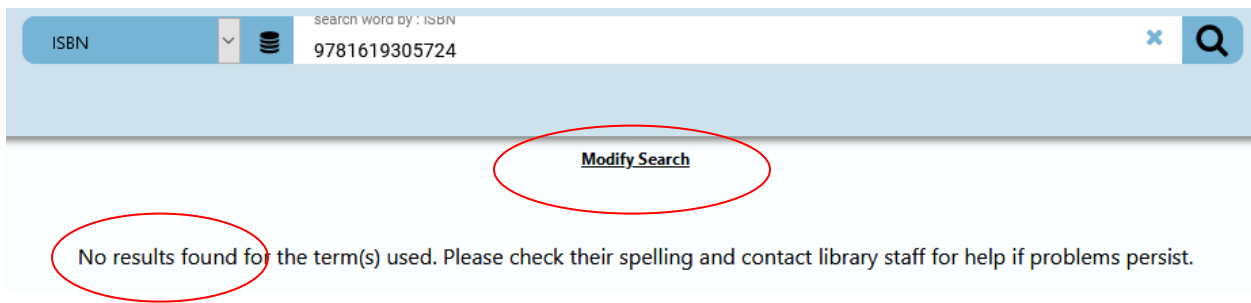 search word by : ISBN
ISBN
9781619305724
Modify Search
No results found for the term(s) used. Please check their spelling and contact library staff for help if problems persist.